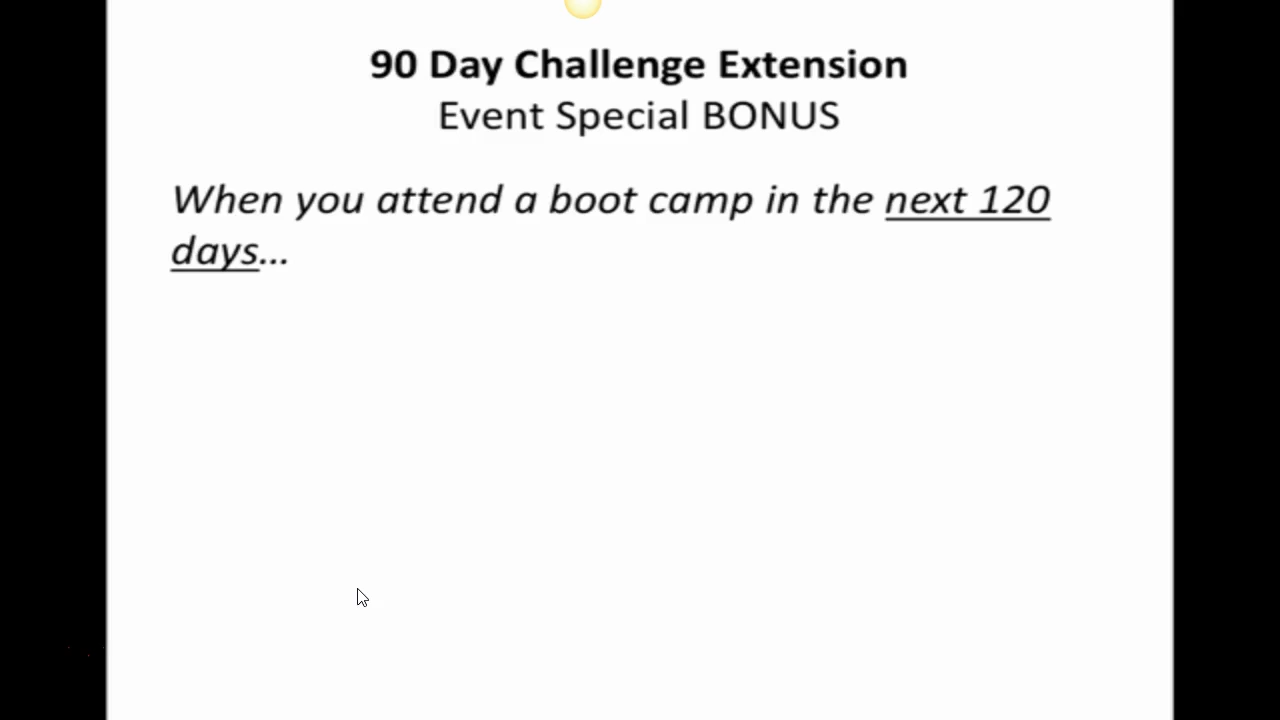 90 Day Challenge Extension
Event Special BONUS
When you attend a boot camp in the next 120
days...